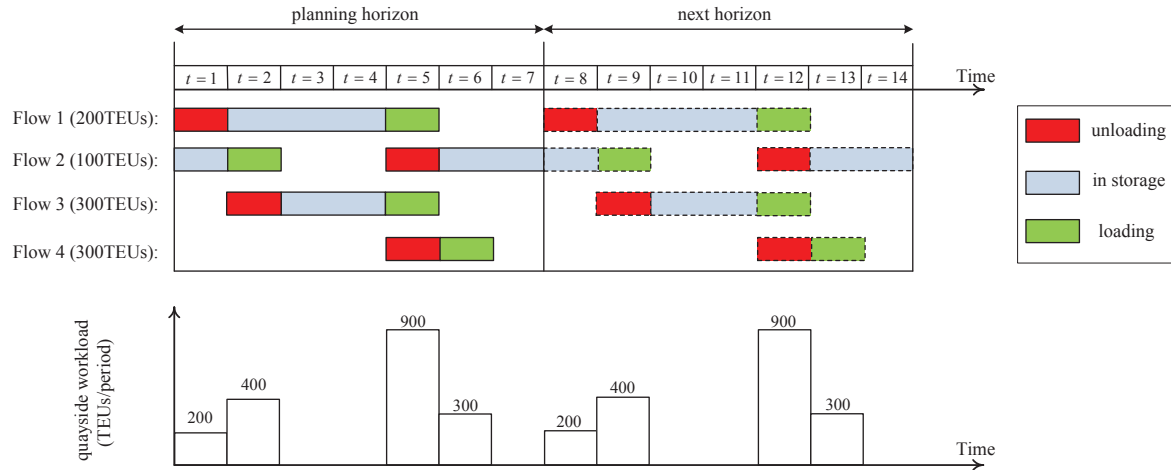 planning horizon next horizon
t = 1 t = 2 t = 3 t = 4 t = 5 t = 6 t = 7 t = 8 t = 9 t = 10 t = 11 t = 12 t = 13 t = 14 Time
Flow 1 (200TEUs):
Flow 2 (100TEUs):
Flow 3 (300TEUs):
Flow 4 (300TEUs):
unloading
in storage
loading
quayside workload
(TEUs/period)
200 400 900 300 200 400 900 300
Time